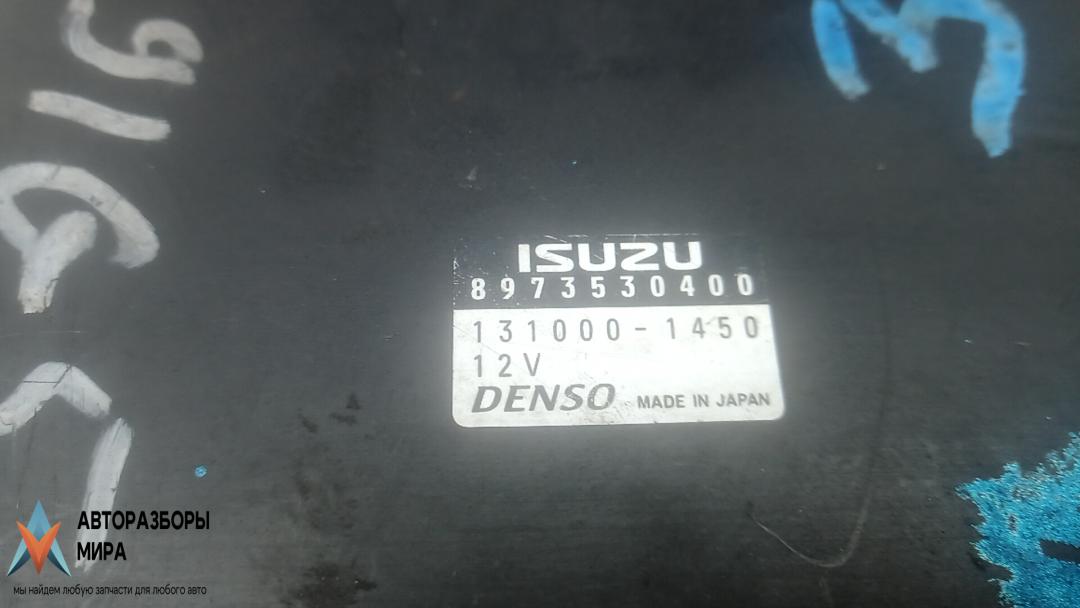 ISUZU
8973530400
131000-1450
12V
DENSO MADE IN JAPAN
АВТОРАЗБОРЫ
МИРА
мы найдем любую запчасти для любого авто